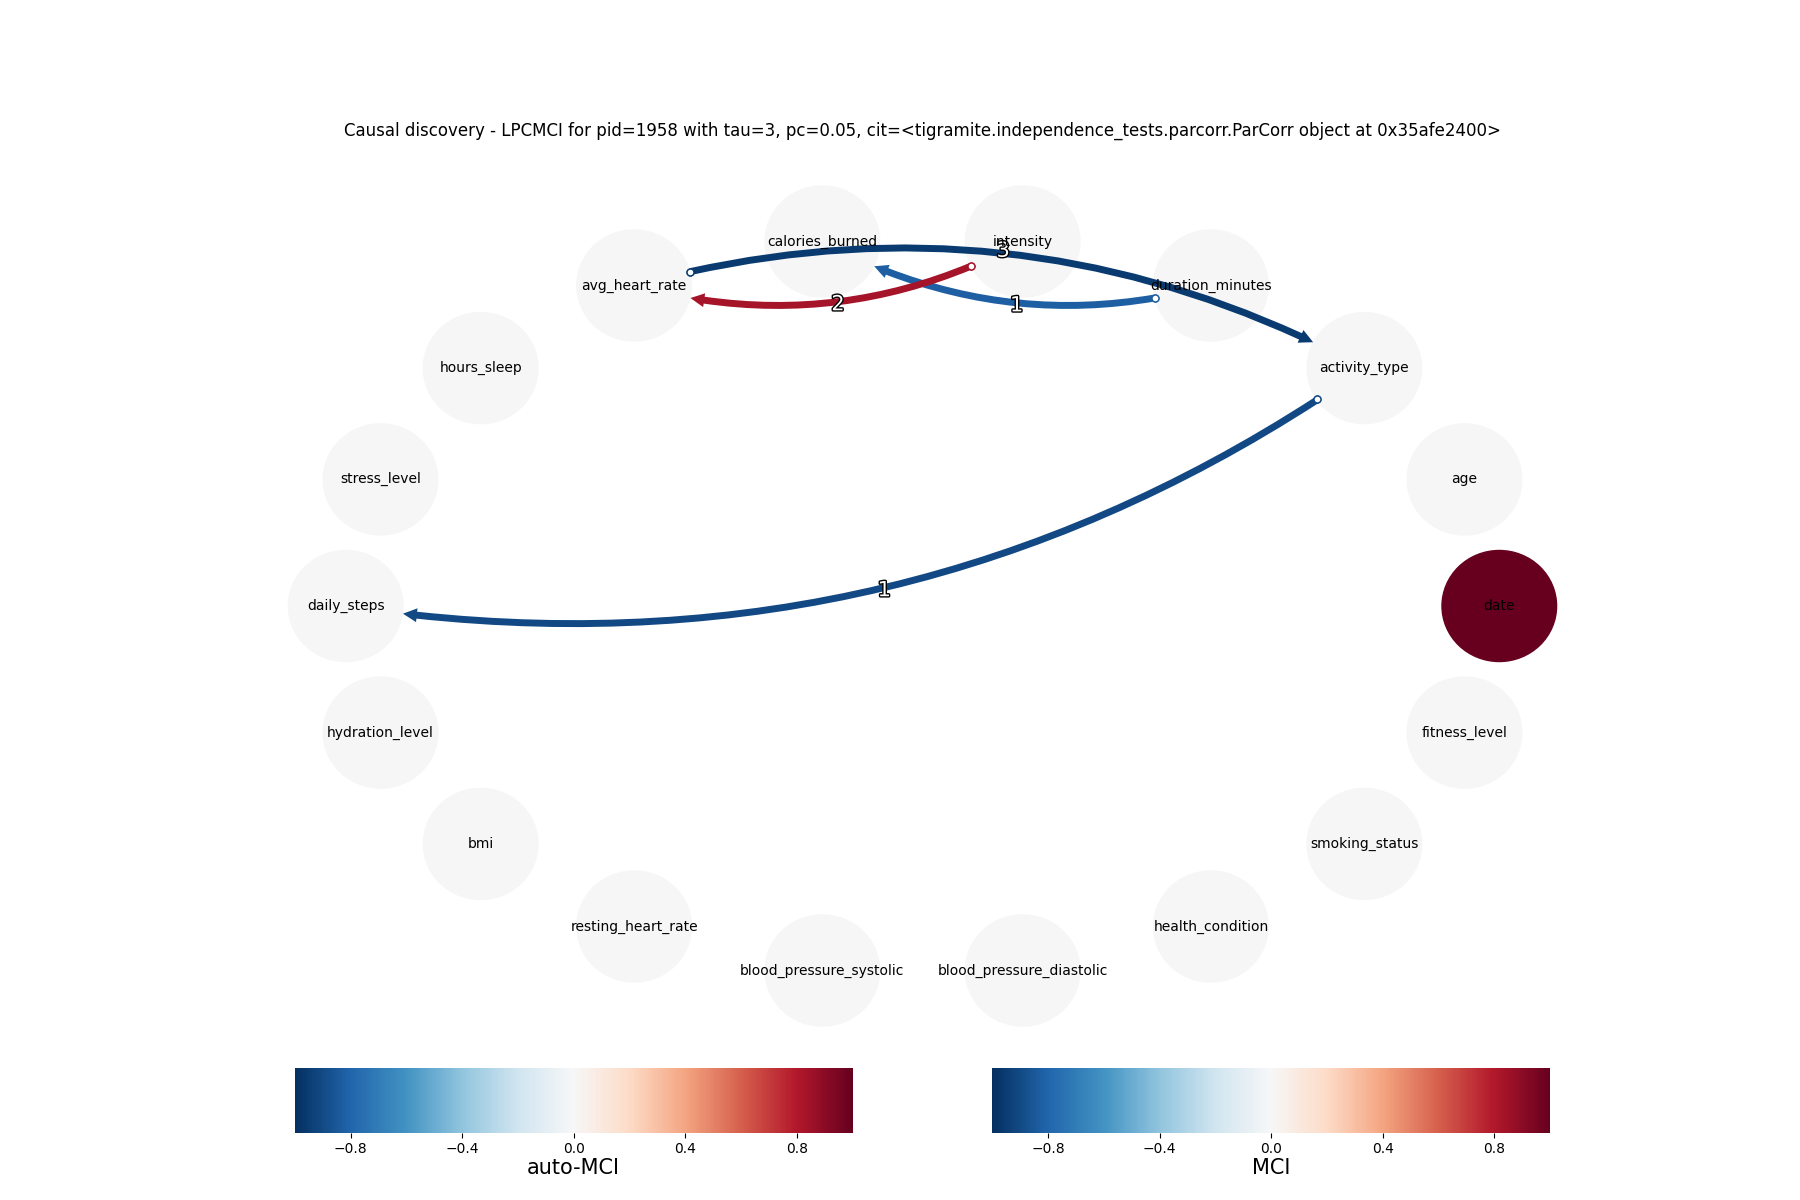 Causal discovery - LPCMCI for pid=1958 with tau=3, pc=0.05, cit=<tigramite.independence_tests.parcorr.ParCorr object at 0x35afe2400>
calories_burned
intensity
3
avg_heart_rate
duration_minutes
2
1
hours_sleep
activity_type
stress_level
age
1
daily_steps
date
hydration_level
fitness_level
bmi
smoking_status
resting_heart_rate
health_condition
blood_pressure_systolic
blood_pressure_diastolic
−0.8 −0.4 0.0 0.4 0.8
auto-MCI
−0.8 −0.4 0.0 0.4 0.8
MCI